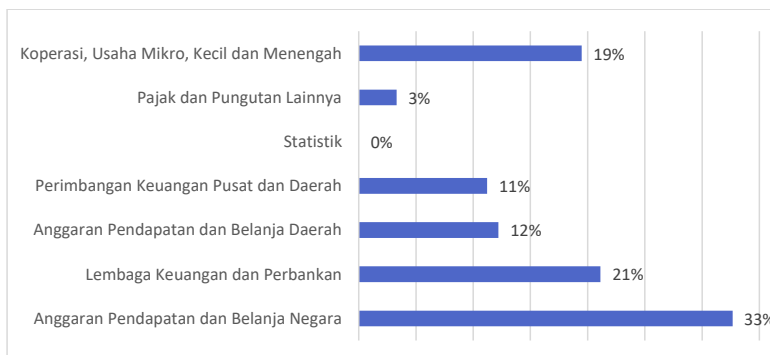 Koperasi, Usaha Mikro, Kecil dan Menengah 19%
Pajak dan Pungutan Lainnya 3%
Statistik 0%
Perimbangan Keuangan Pusat dan Daerah 11%
Anggaran Pendapatan dan Belanja Daerah 12%
Lembaga Keuangan dan Perbankan 21%
Anggaran Pendapatan dan Belanja Negara 33%